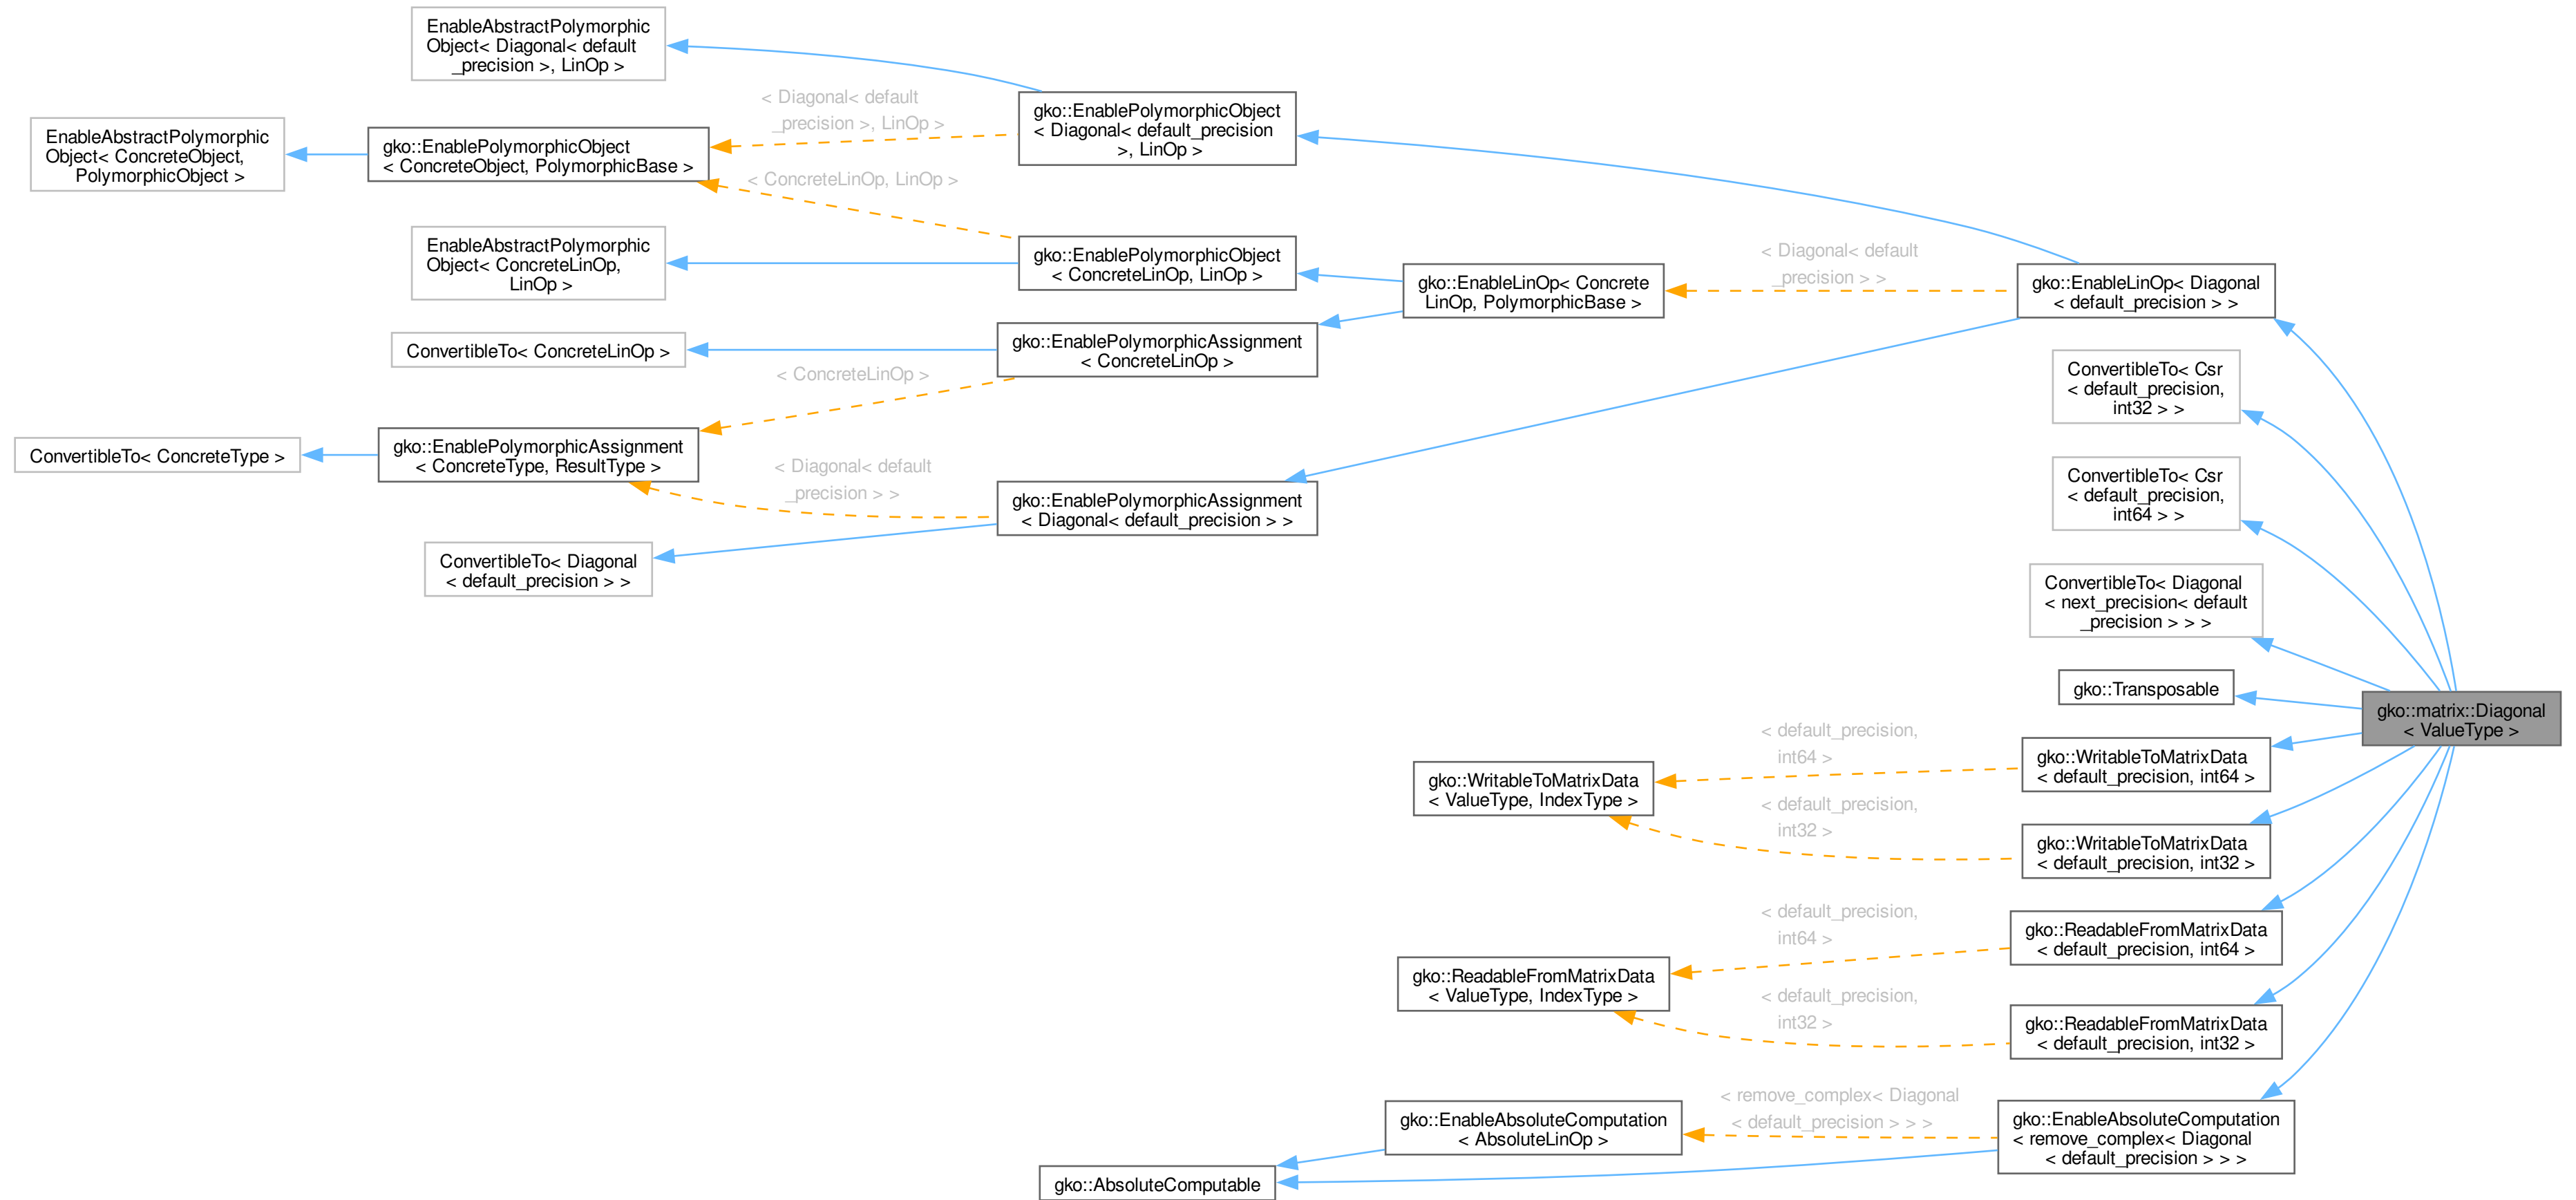 EnableAbstractPolymorphic
Object< Diagonal< default
_precision >, LinOp >
EnableAbstractPolymorphic
Object< ConcreteObject,
PolymorphicObject >
gko::EnablePolymorphicObject
< ConcreteObject, PolymorphicBase >
< Diagonal< default
_precision >, LinOp >
gko::EnablePolymorphicObject
< Diagonal< default_precision
>, LinOp >
< ConcreteLinOp, LinOp >
EnableAbstractPolymorphic
Object< ConcreteLinOp,
LinOp >
gko::EnablePolymorphicObject
< ConcreteLinOp, LinOp >
gko::EnableLinOp< Concrete
LinOp, PolymorphicBase >
< Diagonal< default
_precision > >
gko::EnableLinOp< Diagonal
< default_precision > >
ConvertibleTo< ConcreteLinOp >
gko::EnablePolymorphicAssignment
< ConcreteLinOp >
< ConcreteLinOp >
ConvertibleTo< ConcreteType >
gko::EnablePolymorphicAssignment
< ConcreteType, ResultType >
< Diagonal< default
_precision > >
gko::EnablePolymorphicAssignment
< Diagonal< default_precision > >
ConvertibleTo< Diagonal
< default_precision > >
ConvertibleTo< Csr
< default_precision,
int32 > >
ConvertibleTo< Csr
< default_precision,
int64 > >
ConvertibleTo< Diagonal
< next_precision< default
_precision > > >
gko::Transposable
gko::matrix::Diagonal
< ValueType >
gko::WritableToMatrixData
< ValueType, IndexType >
< default_precision,
int64 >
gko::WritableToMatrixData
< default_precision, int64 >
< default_precision,
int32 >
gko::WritableToMatrixData
< default_precision, int32 >
gko::ReadableFromMatrixData
< ValueType, IndexType >
< default_precision,
int64 >
gko::ReadableFromMatrixData
< default_precision, int64 >
< default_precision,
int32 >
gko::ReadableFromMatrixData
< default_precision, int32 >
gko::EnableAbsoluteComputation
< AbsoluteLinOp >
< remove_complex< Diagonal
< default_precision > > >
gko::EnableAbsoluteComputation
< remove_complex< Diagonal
< default_precision > > >
gko::AbsoluteComputable